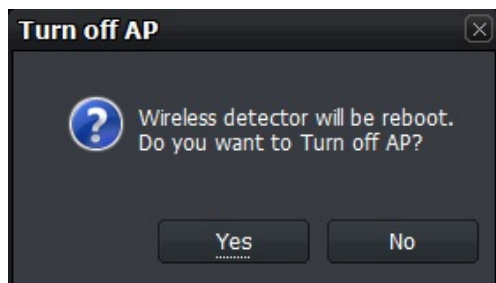 Turn off AP
Wireless detector will be reboot.
Do you want to Turn off AP?
Yes
No